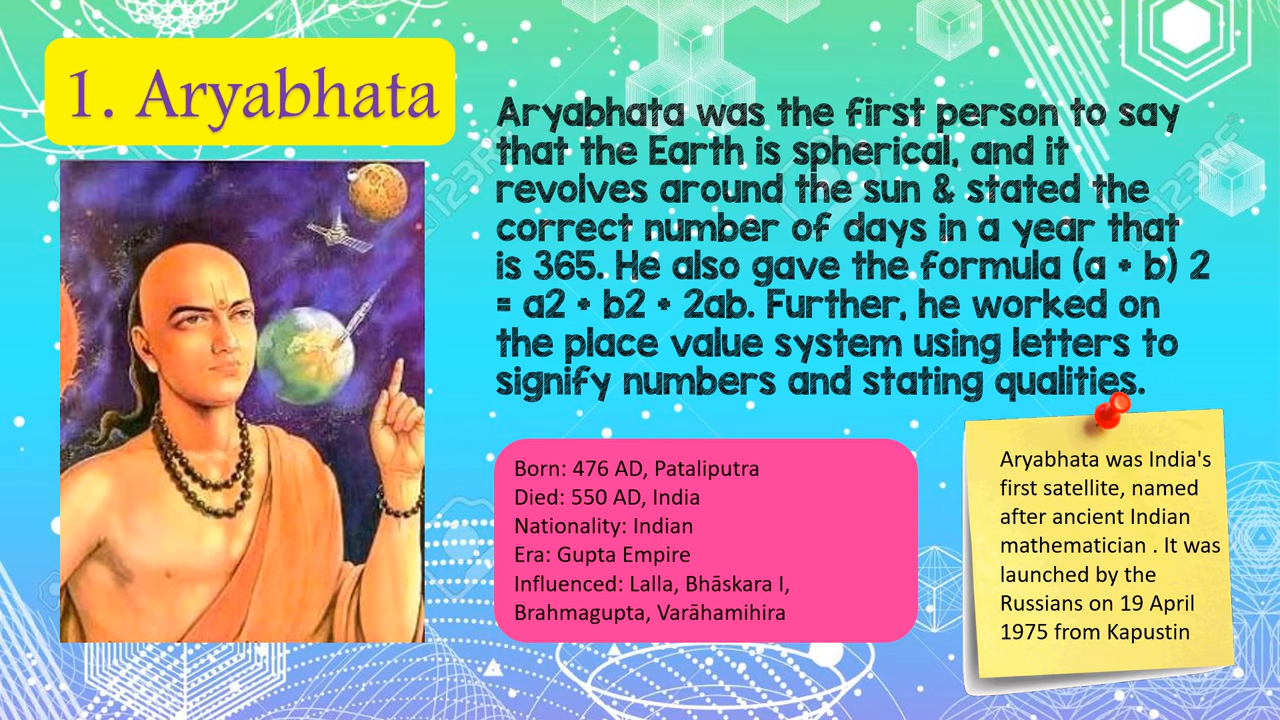 1. Aryabhata
Aryabhata was the first person to say
that the Earth is spherical, and it
revolves around the sun & stated the
correct number of days in a year that
is 365. He also gave the formula (a + b) 2
= a2 + b2 + 2ab. Further, he worked on
the place value system using letters to
signify numbers and stating qualities.
Born: 476 AD, Pataliputra
Died: 550 AD, India
Nationality: Indian
Era: Gupta Empire
Influenced: Lalla, Bhāskara I,
Brahmagupta, Varāhamihira
Aryabhata was India's
first satellite, named
after ancient Indian
mathematician . It was
launched by the
Russians on 19 April
1975 from Kapustin
123RF
123RF